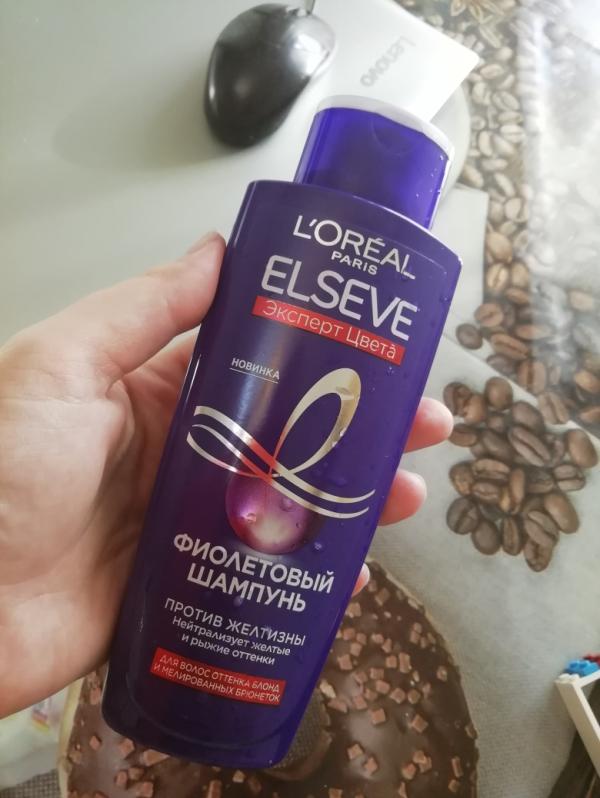 Lenovo
L'ORÉAL
PARIS
ELSEVE
Эксперт Цвета
НОВИНКА
ФИОЛЕТОВЫЙ
ШАМПУНЬ
ПРОТИВ ЖЕЛТИЗНЫ
Нейтрализует желтые
и рыжие оттенки
ДЛЯ ВОЛОС ОТТЕНКА БЛОНД
И МЕЛИРОВАННЫХ БРЮНЕТОК